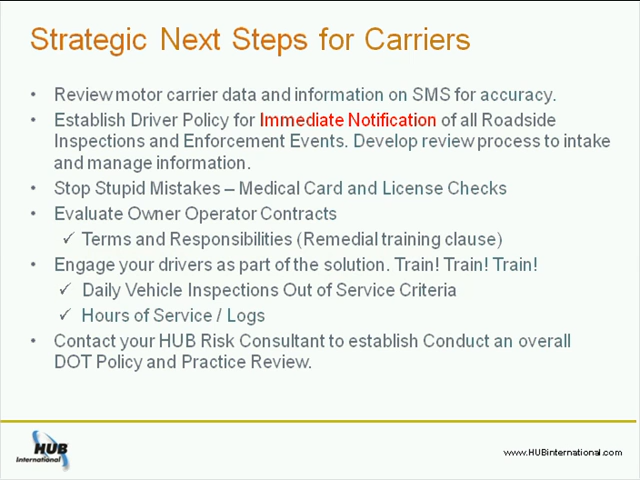 Strategic Next Steps for Carriers
• Review motor carrier data and information on SMS for accuracy.
• Establish Driver Policy for Immediate Notification of all Roadside
Inspections and Enforcement Events. Develop review process to intake
and manage information.
• Stop Stupid Mistakes – Medical Card and License Checks
• Evaluate Owner Operator Contracts
✓ Terms and Responsibilities (Remedial training clause)
• Engage your drivers as part of the solution. Train! Train! Train!
✓ Daily Vehicle Inspections Out of Service Criteria
✓ Hours of Service / Logs
• Contact your HUB Risk Consultant to establish Conduct an overall
DOT Policy and Practice Review.
HUB
International
www.HUBinternational.com